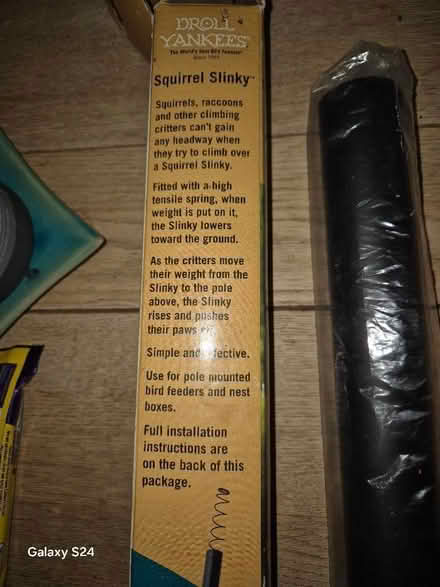 DROLL
YANKEES
The World's Best Bird Feeders
Since 1969
Squirrel Slinky™
Squirrels, raccoons
and other climbing
critters can't gain
any headway when
they try to climb over
a Squirrel Slinky.
Fitted with a high
tensile spring, when
weight is put on it,
the Slinky lowers
toward the ground.
As the critters move
their weight from the
Slinky to the pole
above, the Slinky
rises and pushes
their paws off.
Simple and effective.
Use for pole mounted
bird feeders and nest
boxes.
Full installation
instructions are
on the back of this
package.
Galaxy S24